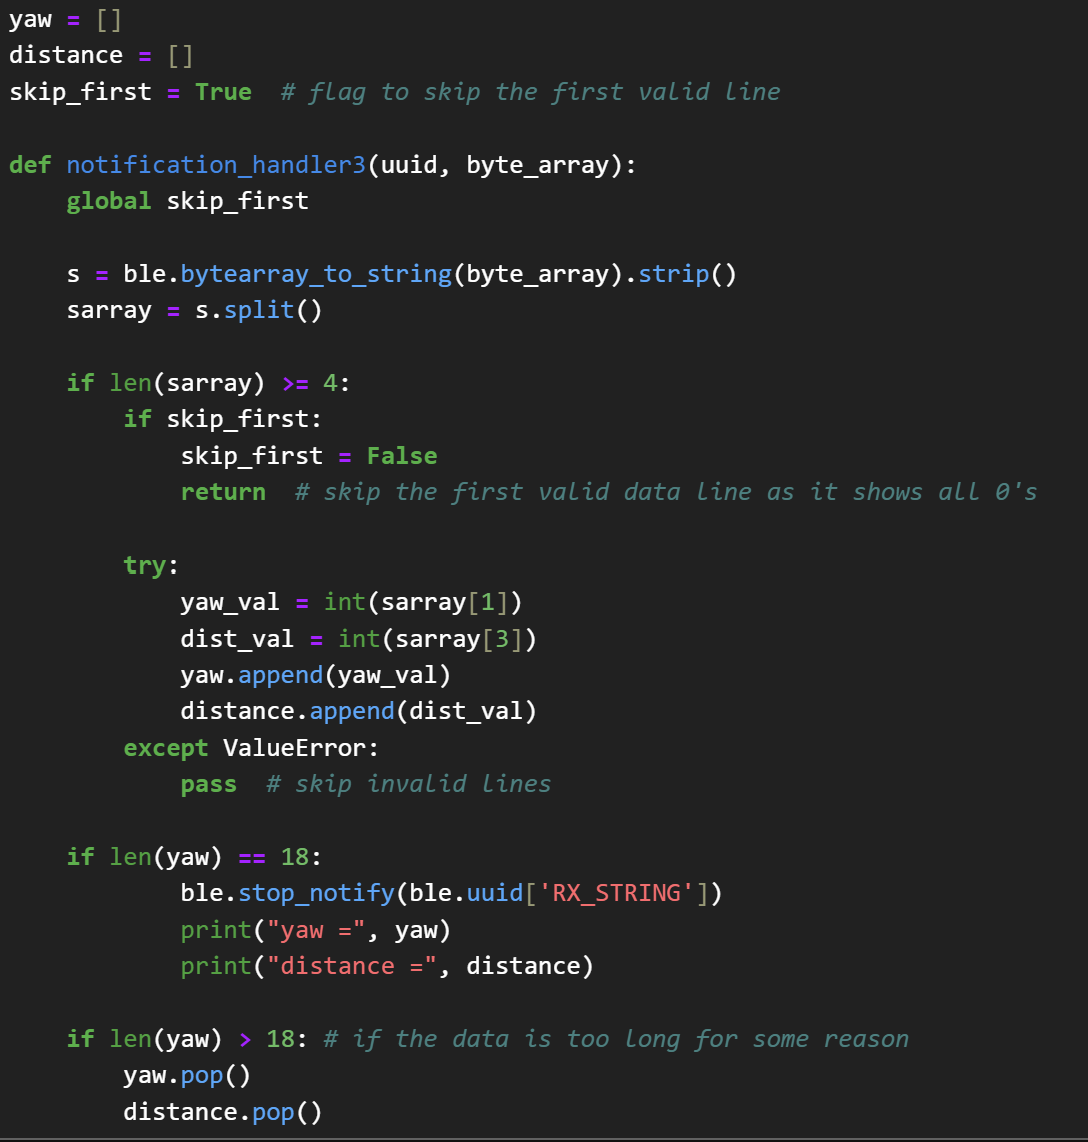 yaw = []
distance = []
skip_first = True  # flag to skip the first valid line
def notification_handler3(uuid, byte_array):
    global skip_first
    s = ble.bytearray_to_string(byte_array).strip()
    sarray = s.split()
    if len(sarray) >= 4:
        if skip_first:
            skip_first = False
            return  # skip the first valid data line as it shows all 0's
        try:
            yaw_val = int(sarray[1])
            dist_val = int(sarray[3])
            yaw.append(yaw_val)
            distance.append(dist_val)
        except ValueError:
            pass  # skip invalid lines
    if len(yaw) == 18:
            ble.stop_notify(ble.uuid['RX_STRING'])
            print("yaw =", yaw)
            print("distance =", distance)
    if len(yaw) > 18: # if the data is too long for some reason
        yaw.pop()
        distance.pop()